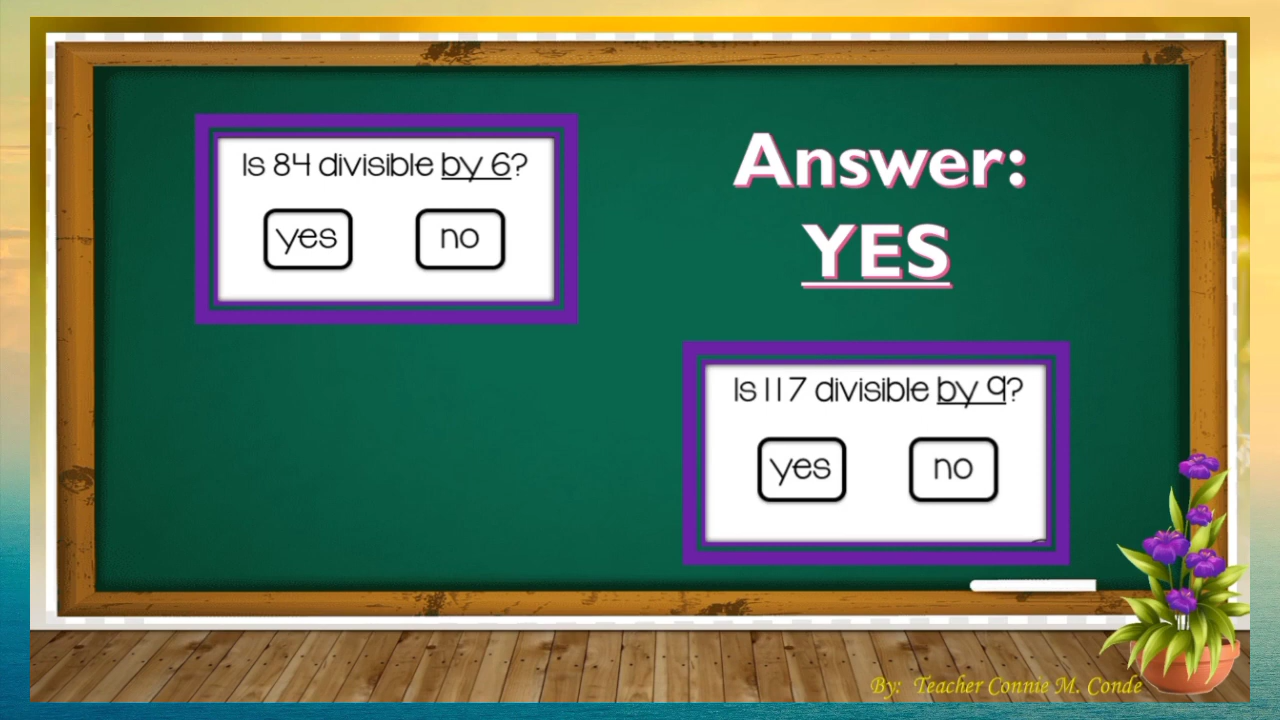 Is 84 divisible by 6?
yes no
Answer:
YES
Is 117 divisible by 9?
yes no
By: Teacher Connie M. Conde